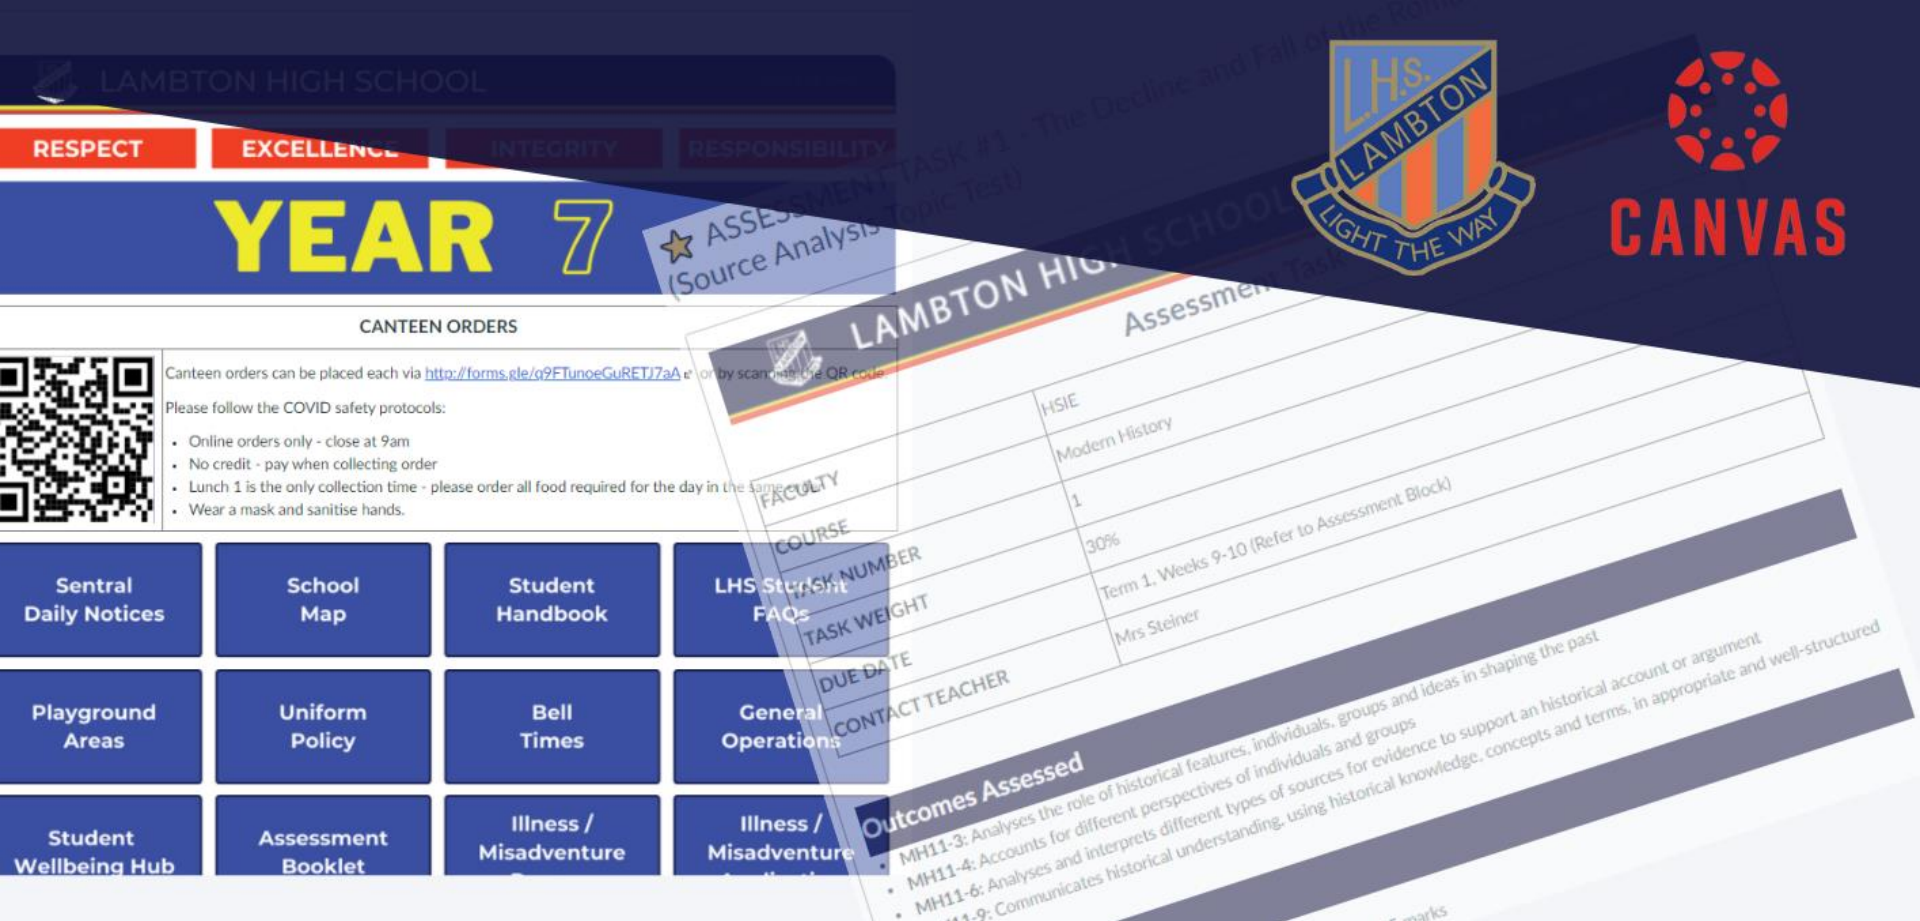 LAMBTON HIGH SCHOOL
RESPECT
EXCELLENCE
INTEGRITY
RESPONSIBILITY
YEAR 7
CANTEEN ORDERS
Canteen orders can be placed each via http://forms.gle/q9FTunoeGuRETJ7aA or by scanning the QR code
Please follow the COVID safety protocols:
• Online orders only - close at 9am
• No credit - pay when collecting order
• Lunch 1 is the only collection time - please order all food required for the day in the same
• Wear a mask and sanitise hands.
Sentral
Daily Notices
School
Map
Student
Handbook
LHS Student
FAQs
Playground
Areas
Uniform
Policy
Bell
Times
General
Operations
Student
Wellbeing Hub
Assessment
Booklet
Illness /
Misadventure
Illness /
Misadventure
ASSESSMENT TASK #1 - The Decline and Fall of the
(Source Analysis Topic Test)
LAMBTON HIGH SCHOOL
Assessment Task
FACULTY
HSIE
COURSE
Modern History
TASK NUMBER
1
TASK WEIGHT
30%
DUE DATE
Term 1, Weeks 9-10 (Refer to Assessment Block)
CONTACT TEACHER
Mrs Steiner
Outcomes Assessed
• MH11-3: Analyses the role of historical features, individuals, groups and ideas in shaping the past
• MH11-4: Accounts for different perspectives of individuals and groups
• MH11-6: Analyses and interprets different types of sources for evidence to support an historical account or argument
11-9: Communicates historical understanding, using historical knowledge, concepts and terms, in appropriate and well-structured
marks
L.H.S.
LAMBTON
LIGHT THE WAY
CANVAS